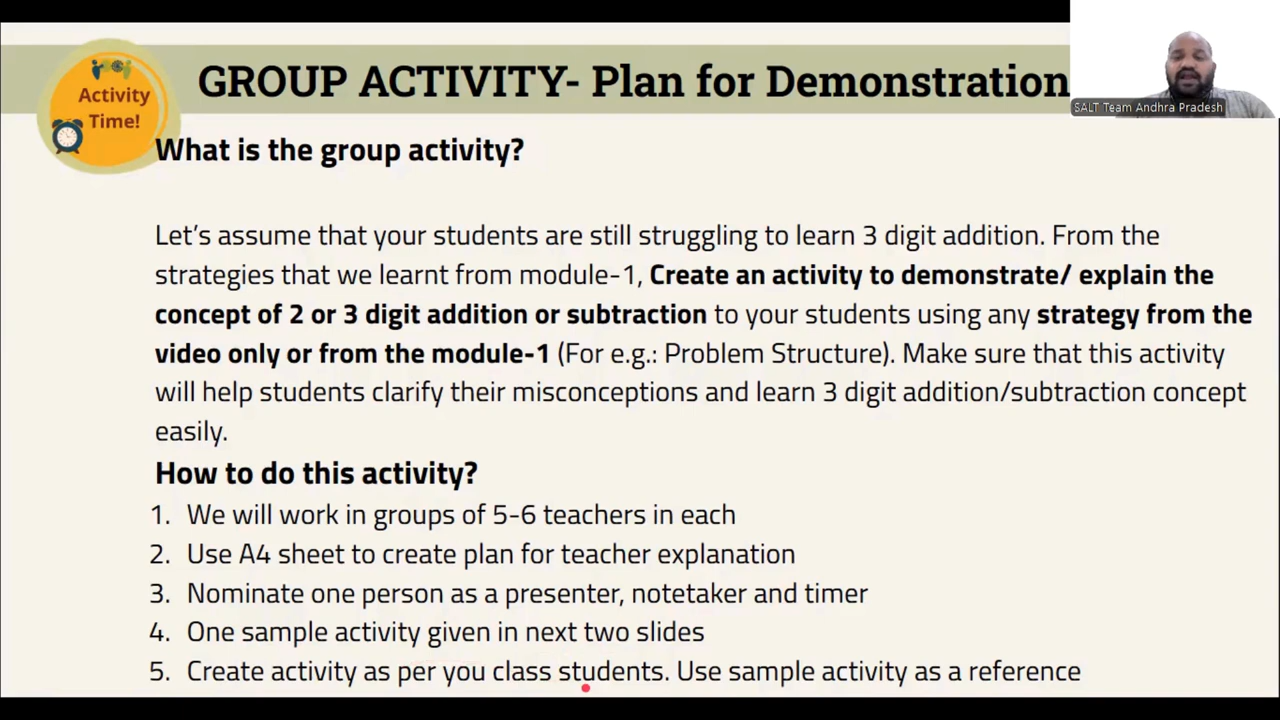 Activity
Time!
GROUP ACTIVITY- Plan for Demonstration
SALT Team Andhra Pradesh
What is the group activity?
Let's assume that your students are still struggling to learn 3 digit addition. From the
strategies that we learnt from module-1, Create an activity to demonstrate/ explain the
concept of 2 or 3 digit addition or subtraction to your students using any strategy from the
video only or from the module-1 (For e.g.: Problem Structure). Make sure that this activity
will help students clarify their misconceptions and learn 3 digit addition/subtraction concept
easily.
How to do this activity?
1. We will work in groups of 5-6 teachers in each
2. Use A4 sheet to create plan for teacher explanation
3. Nominate one person as a presenter, notetaker and timer
4. One sample activity given in next two slides
5. Create activity as per you class students. Use sample activity as a reference